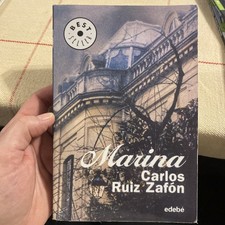 BEST
SELLER
Marina
Carlos
Ruiz Zafón
edebé